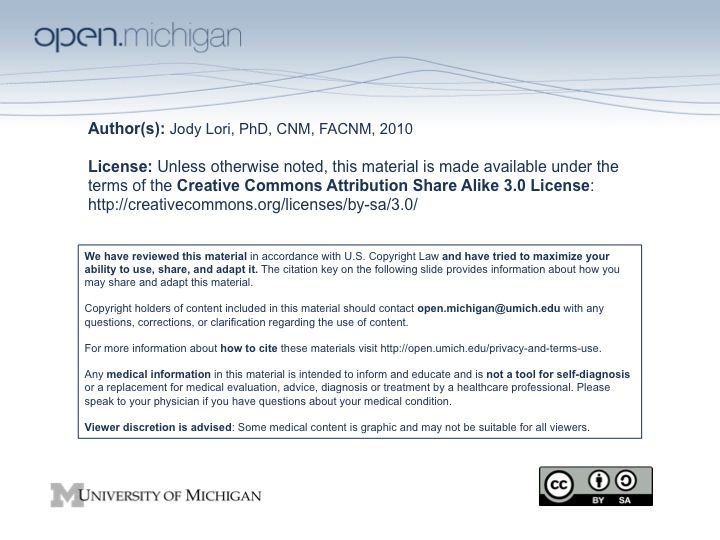 open.michigan
Author(s): Jody Lori, PhD, CNM, FACNM, 2010
License: Unless otherwise noted, this material is made available under the
terms of the Creative Commons Attribution Share Alike 3.0 License:
http://creativecommons.org/licenses/by-sa/3.0/
We have reviewed this material in accordance with U.S. Copyright Law and have tried to maximize your
ability to use, share, and adapt it. The citation key on the following slide provides information about how you
may share and adapt this material.
Copyright holders of content included in this material should contact open.michigan@umich.edu with any
questions, corrections, or clarification regarding the use of content.
For more information about how to cite these materials visit http://open.umich.edu/privacy-and-terms-use.
Any medical information in this material is intended to inform and educate and is not a tool for self-diagnosis
or a replacement for medical evaluation, advice, diagnosis or treatment by a healthcare professional. Please
speak to your physician if you have questions about your medical condition.
Viewer discretion is advised: Some medical content is graphic and may not be suitable for all viewers.
M UNIVERSITY OF MICHIGAN
cc
BY SA